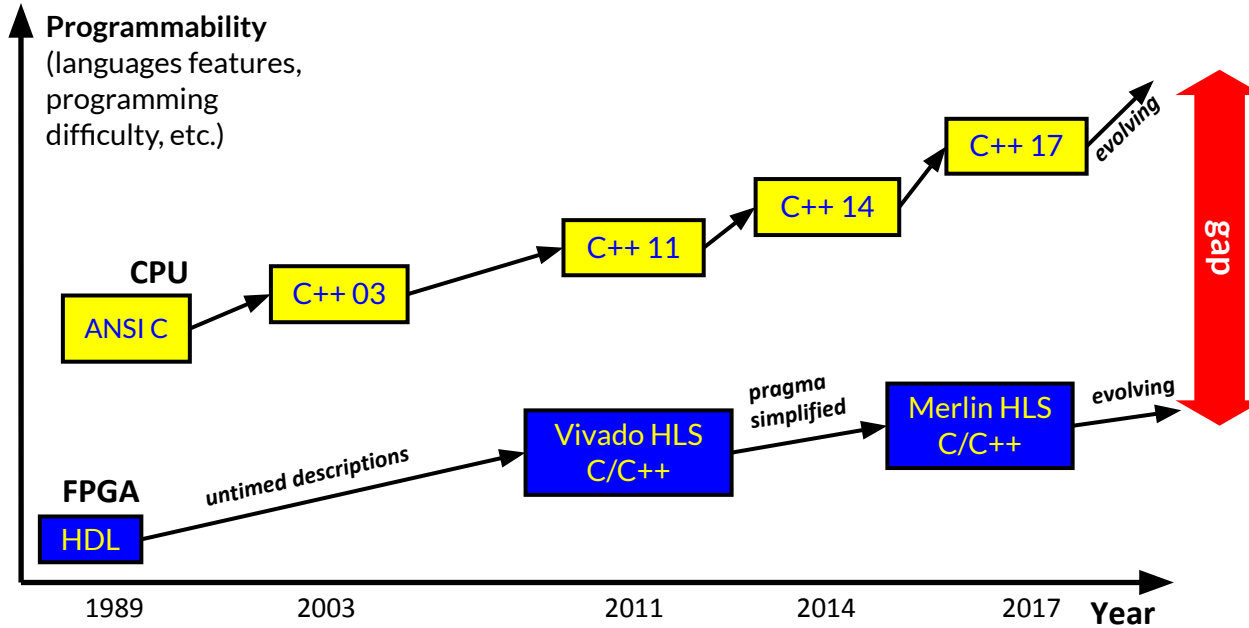 Programmability
(languages features,
programming
difficulty, etc.)
evolving
C++ 17
C++ 14
gap
C++ 11
CPU
C++ 03
ANSI C
pragma
simplified
evolving
Merlin HLS
C/C++
Vivado HLS
C/C++
untimed descriptions
FPGA
HDL
1989
2003
2011
2014
2017
Year